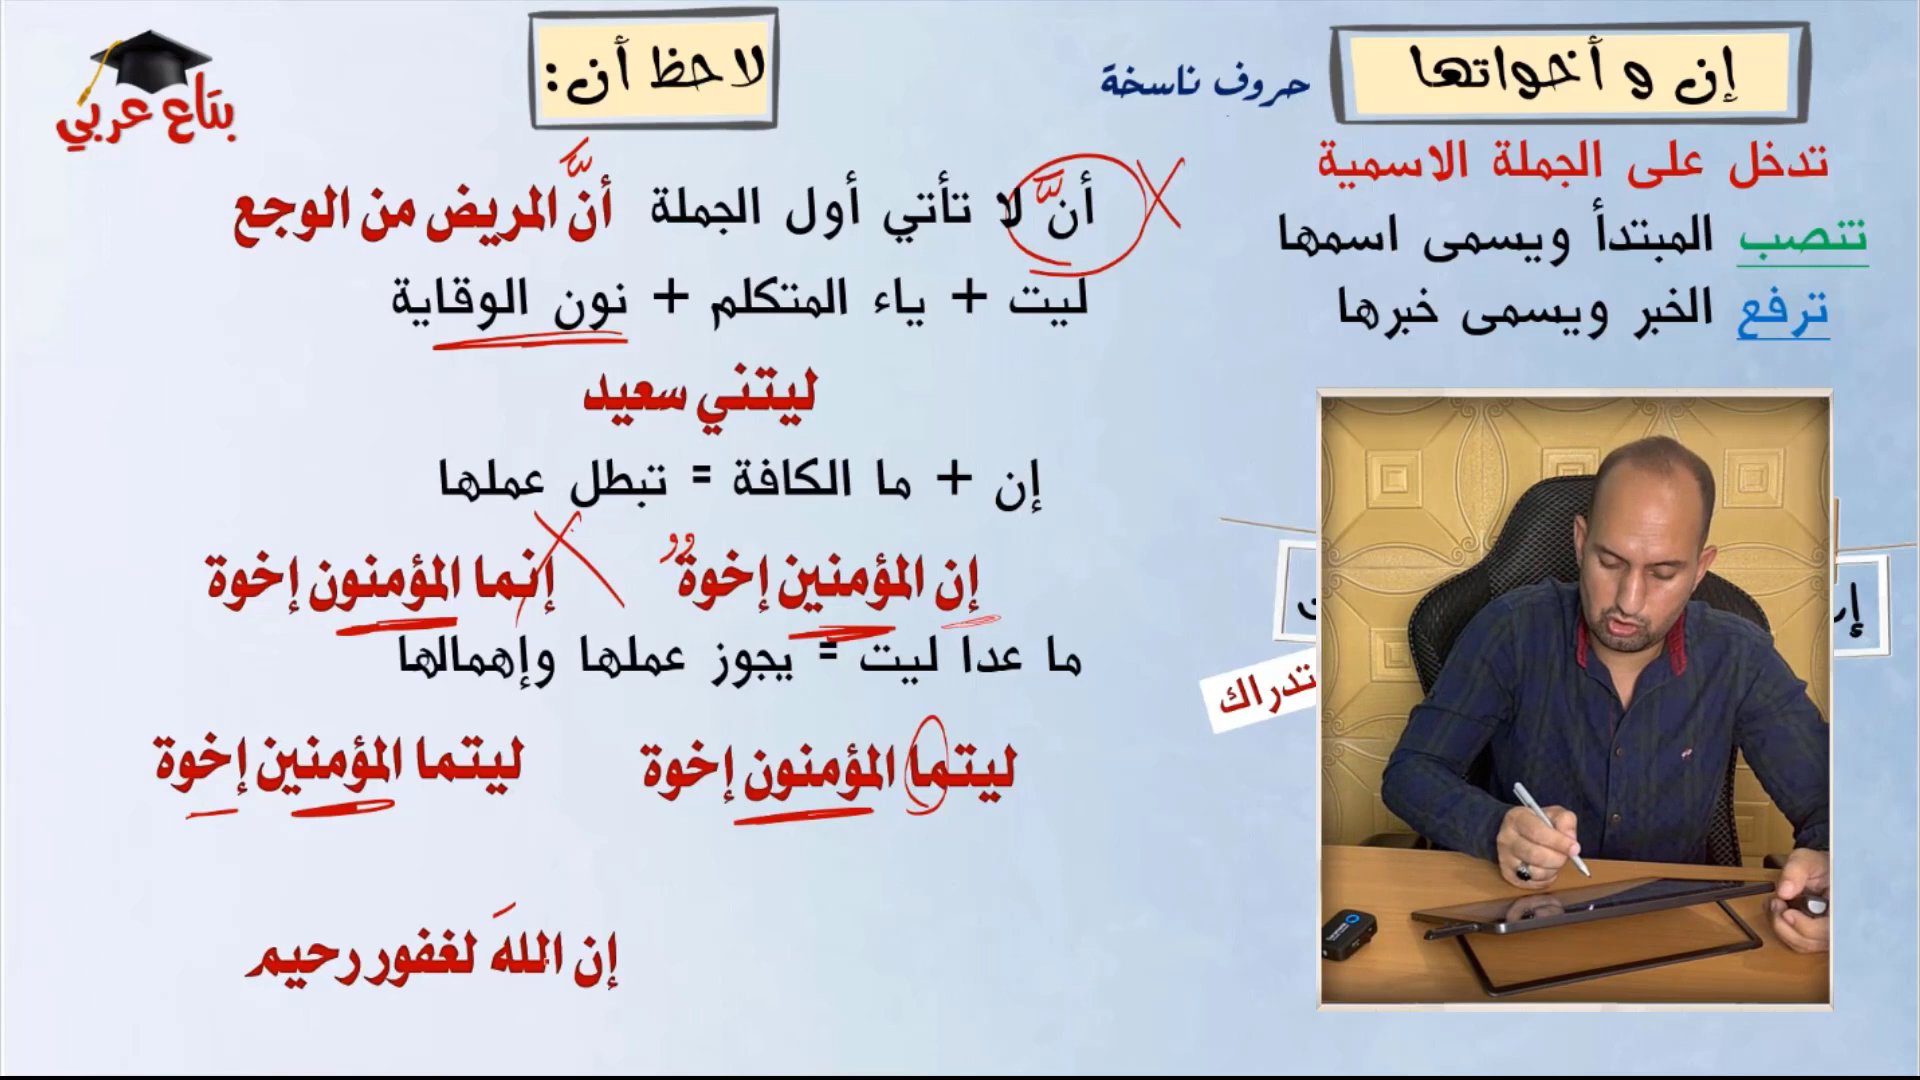 إن و أخواتها
حروف ناسخة
تدخل على الجملة الاسمية
تنصب المبتدأ ويسمى اسمها
ترفع الخبر ويسمى خبرها
تدراك
لاحظ أن:
أنَّ لا تأتي أول الجملة أنَّ المريض من الوجع
ليت + ياء المتكلم + نون الوقاية
ليتني سعيد
إن + ما الكافة = تبطل عملها
إن المؤمنين إخوة إنما المؤمنون إخوة
ما عدا ليت = يجوز عملها وإهمالها
ليتما المؤمنون إخوة ليتما المؤمنين إخوة
إن اللهَ لغفور رحيم
بتاع عربي